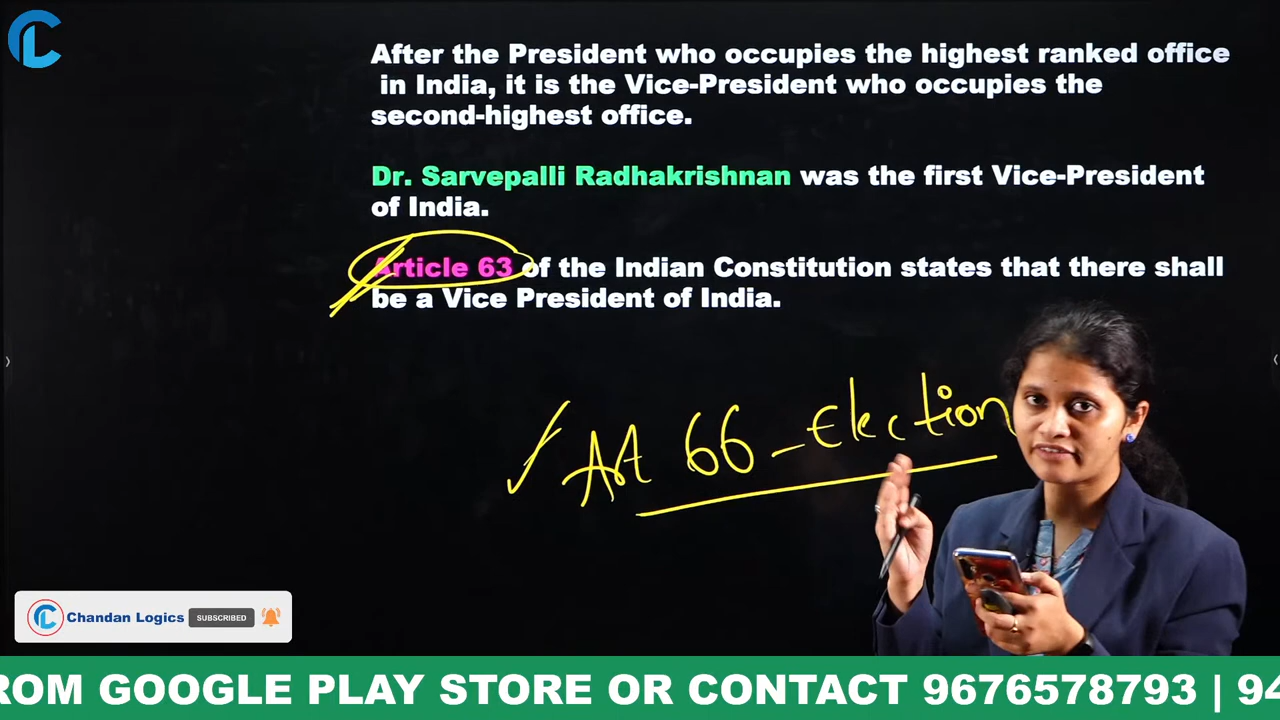 After the President who occupies the highest ranked office
in India, it is the Vice-President who occupies the
second-highest office.
Dr. Sarvepalli Radhakrishnan was the first Vice-President
of India.
Article 63 of the Indian Constitution states that there shall
be a Vice President of India.
Art 66 - Election
Chandan Logics SUBSCRIBED
ROM GOOGLE PLAY STORE OR CONTACT 9676578793 | 94